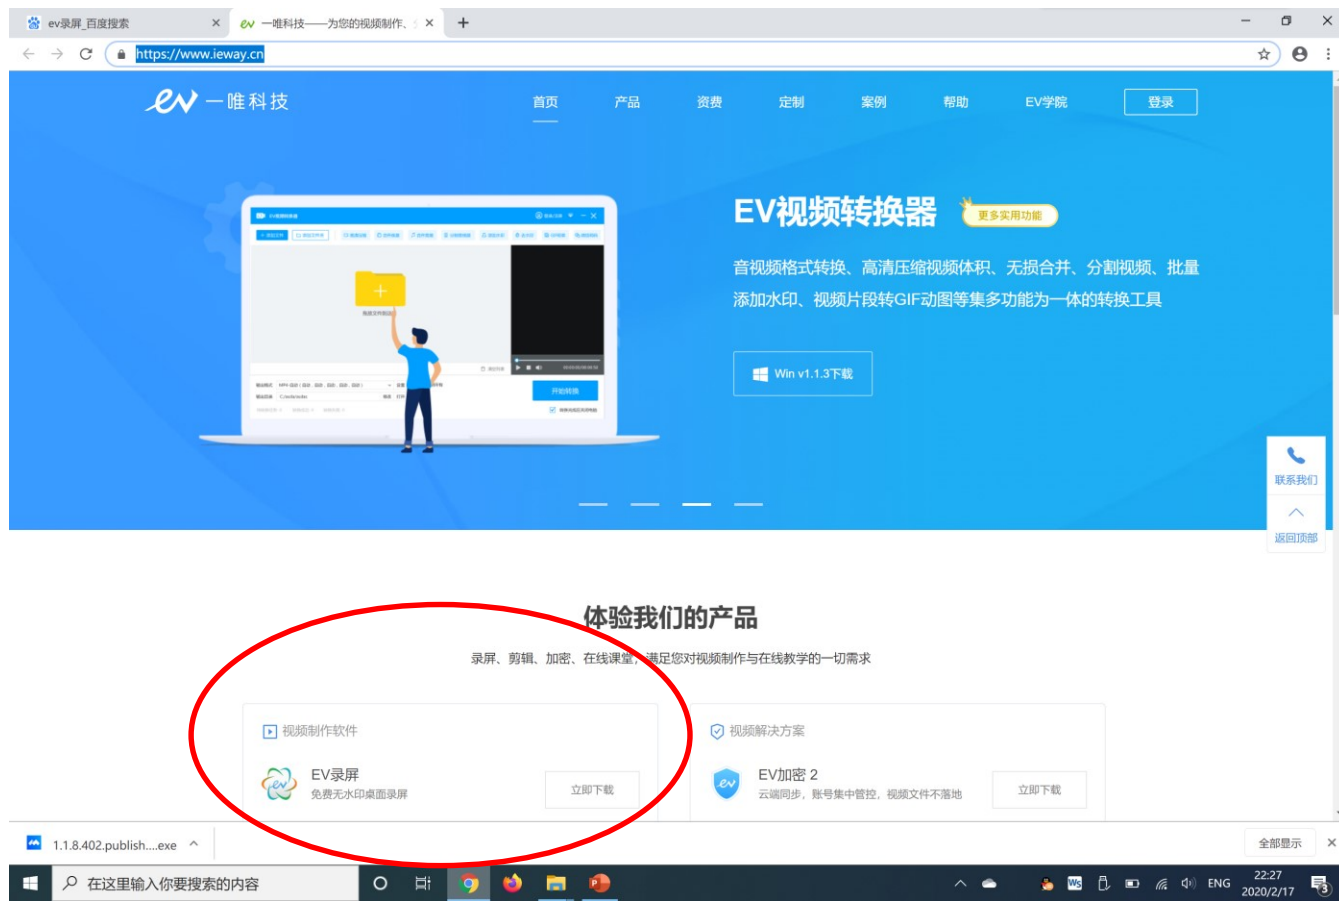 ev录屏_百度搜索
一唯科技——为您的视频制作、
https://www.ieway.cn
ev 一唯科技
首页 产品 资费 定制 案例 帮助 EV学院 登录
EV视频转换器
更多实用功能
音视频格式转换、高清压缩视频体积、无损合并、分割视频、批量
添加水印、视频片段转GIF动图等集多功能为一体的转换工具
Win v1.1.3下载
开始转换
联系我们
返回顶部
体验我们的产品
录屏、剪辑、加密、在线课堂，满足您对视频制作与在线教学的一切需求
视频制作软件
EV录屏
免费无水印桌面录屏
立即下载
视频解决方案
EV加密 2
云端同步，账号集中管控，视频文件不落地
立即下载
1.1.8.402.publish....exe
全部显示
在这里输入你要搜索的内容
ENG
22:27
2020/2/17
3